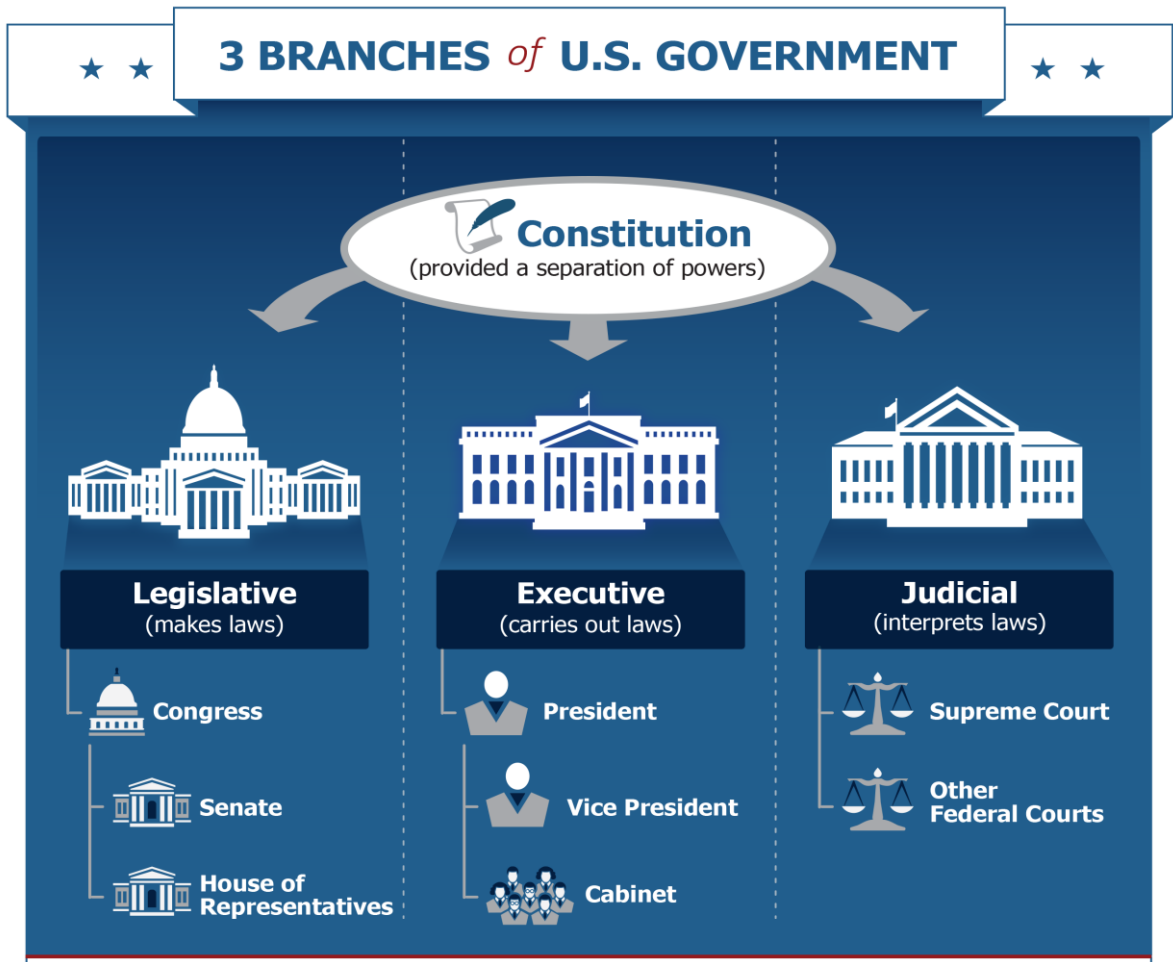 3 BRANCHES of U.S. GOVERNMENT
Constitution
(provided a separation of powers)
Legislative
(makes laws)
Congress
Senate
House of
Representatives
Executive
(carries out laws)
President
Vice President
Cabinet
Judicial
(interprets laws)
Supreme Court
Other
Federal Courts